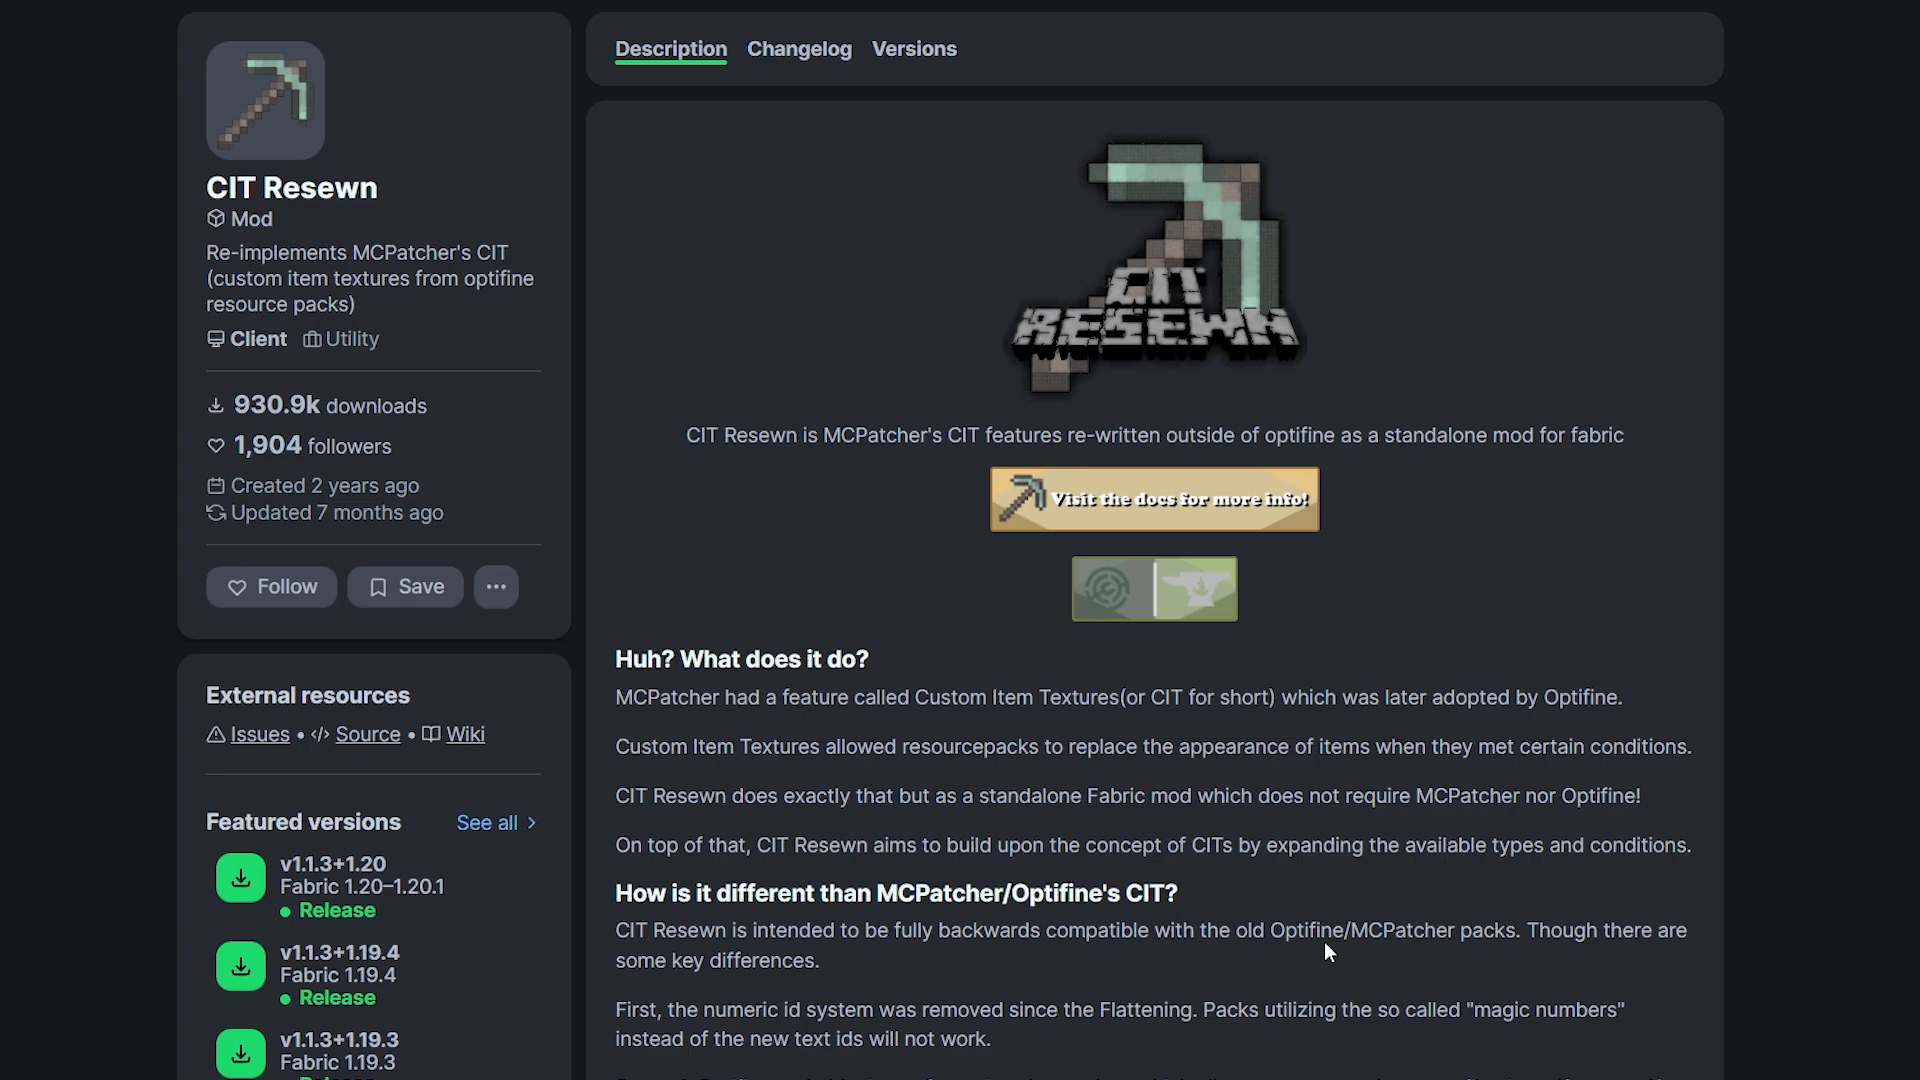 CIT Resewn
Mod
Re-implements MCPatcher's CIT
(custom item textures from optifine
resource packs)
Client Utility
930.9k downloads
1,904 followers
Created 2 years ago
Updated 7 months ago
Follow Save
External resources
Issues • Source • Wiki
Featured versions See all
v1.1.3+1.20
Fabric 1.20–1.20.1
Release
v1.1.3+1.19.4
Fabric 1.19.4
Release
v1.1.3+1.19.3
Fabric 1.19.3
Description Changelog Versions
CIT
RESEWN
CIT Resewn is MCPatcher's CIT features re-written outside of optifine as a standalone mod for fabric
Visit the docs for more info!
Huh? What does it do?
MCPatcher had a feature called Custom Item Textures(or CIT for short) which was later adopted by Optifine.
Custom Item Textures allowed resourcepacks to replace the appearance of items when they met certain conditions.
CIT Resewn does exactly that but as a standalone Fabric mod which does not require MCPatcher nor Optifine!
On top of that, CIT Resewn aims to build upon the concept of CITs by expanding the available types and conditions.
How is it different than MCPatcher/Optifine's CIT?
CIT Resewn is intended to be fully backwards compatible with the old Optifine/MCPatcher packs. Though there are
some key differences.
First, the numeric id system was removed since the Flattening. Packs utilizing the so called "magic numbers"
instead of the new text ids will not work.